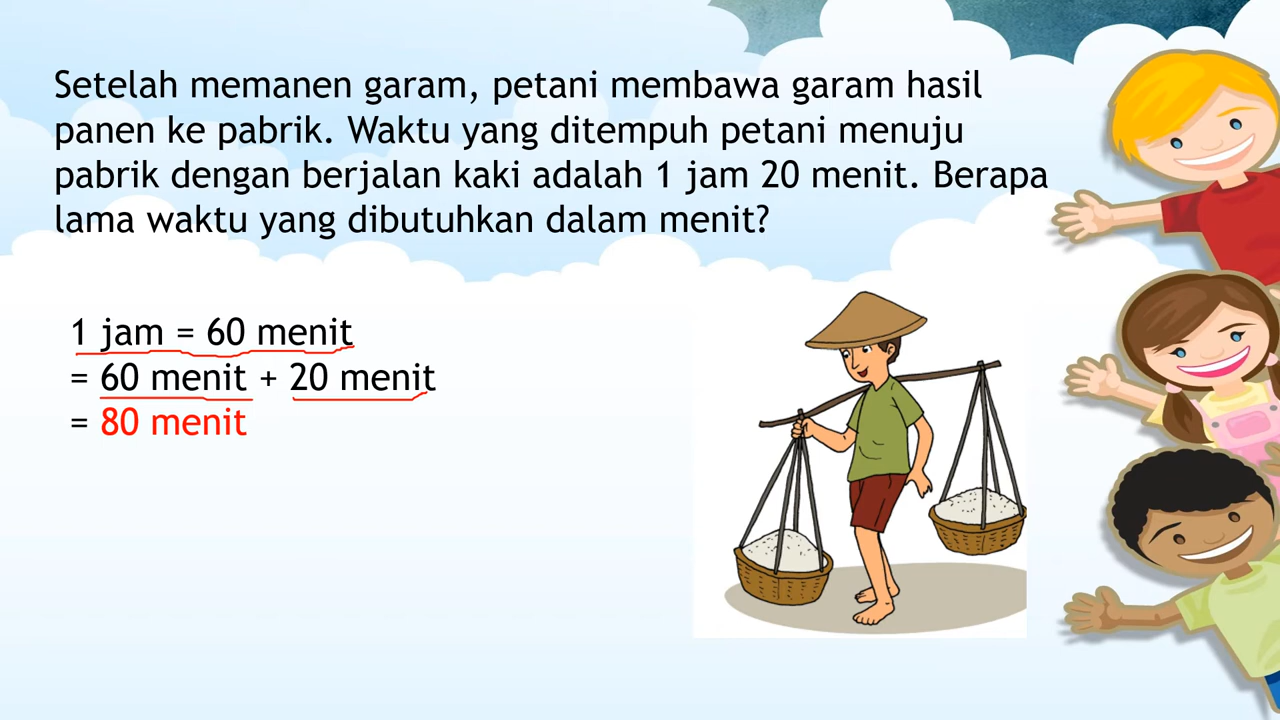 Setelah memanen garam, petani membawa garam hasil
panen ke pabrik. Waktu yang ditempuh petani menuju
pabrik dengan berjalan kaki adalah 1 jam 20 menit. Berapa
lama waktu yang dibutuhkan dalam menit?
1 jam = 60 menit
= 60 menit + 20 menit
= 80 menit